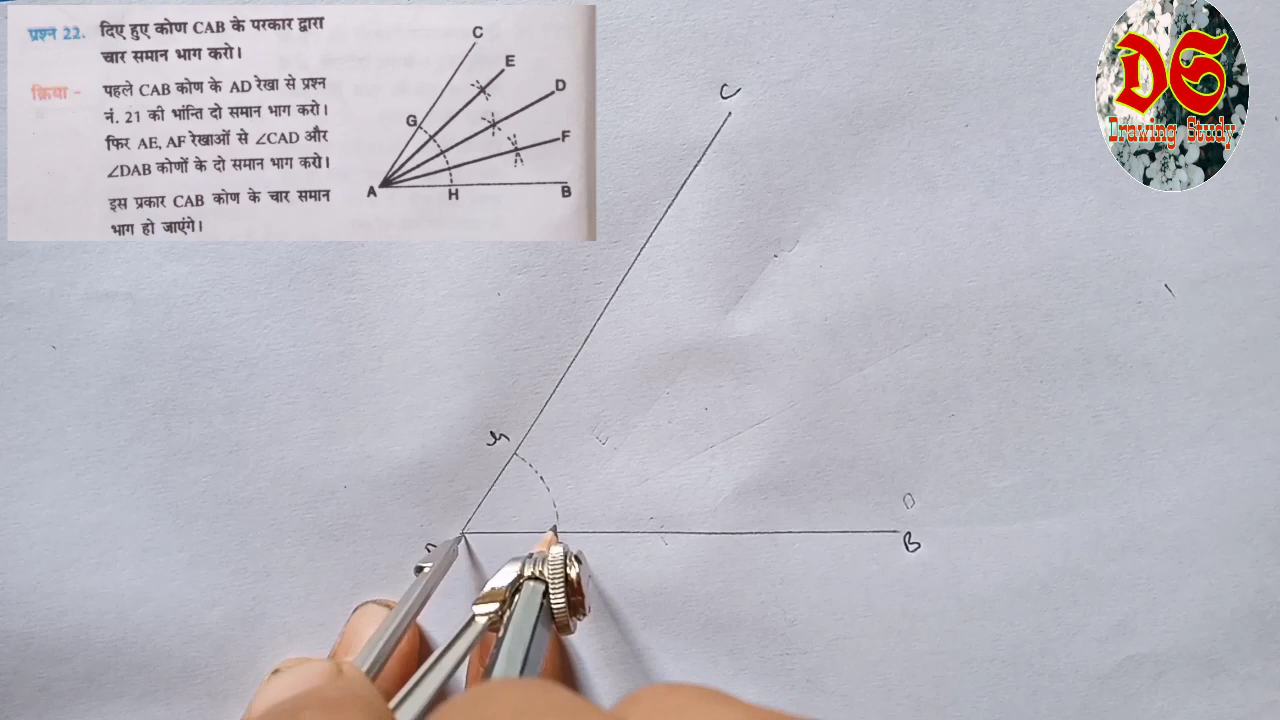 प्रश्न 22. दिए हुए कोण CAB के परकार द्वारा
चार समान भाग करो।
क्रिया - पहले CAB कोण के AD रेखा से प्रश्न
नं. 21 की भांन्ति दो समान भाग करो।
फिर AE, AF रेखाओं से ∠CAD और
∠DAB कोणों के दो समान भाग करो।
इस प्रकार CAB कोण के चार समान
भाग हो जाएंगे।
C
E
D
G
F
A
H
B
DS
Drawing Study
C
B